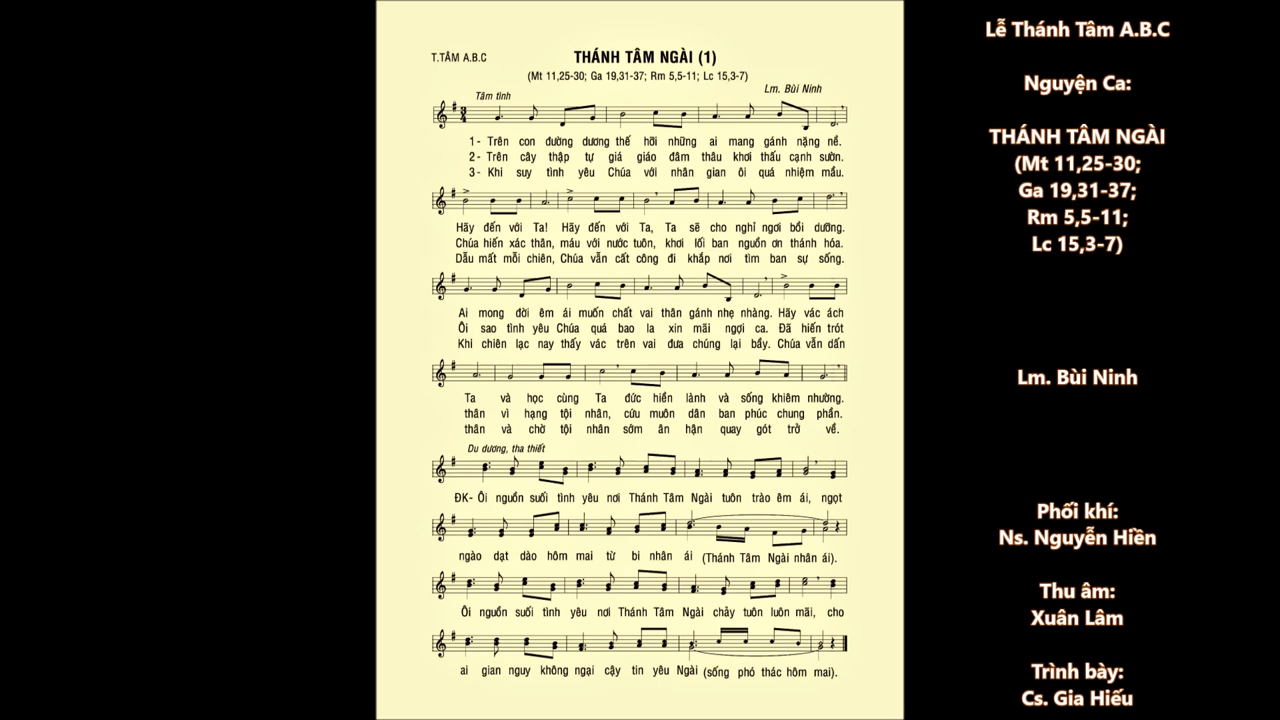 T.TÂM A.B.C
THÁNH TÂM NGÀI (1)
(Mt 11,25-30; Ga 19,31-37; Rm 5,5-11; Lc 15,3-7)
Lm. Bùi Ninh
Tâm tình
1- Trên con đường dương thế hỡi những ai mang gánh nặng nề.
2- Trên cây thập tự giá giáo đâm thâu khơi thấu cạnh sườn.
3- Khi suy tình yêu Chúa với nhân gian ôi quá nhiệm mầu.
Hãy đến với Ta! Hãy đến với Ta, Ta sẽ cho nghỉ ngơi bồi dưỡng.
Chúa hiến xác thân, máu với nước tuôn, khơi lối ban nguồn ơn thánh hóa.
Dẫu mất mỗi chiên, Chúa vẫn cất công đi khắp nơi tìm ban sự sống.
Ai mong đời êm ái muốn chất vai thân gánh nhẹ nhàng. Hãy vác ách
Ôi sao tình yêu Chúa quá bao la xin mãi ngợi ca. Đã hiến trót
Khi chiên lạc nay thấy vác trên vai đưa chúng lại bầy. Chúa vẫn dấn
Ta và học cùng Ta đức hiền lành và sống khiêm nhường.
thân vì hạng tội nhân, cứu muôn dân ban phúc chung phần.
thân và chờ tội nhân sớm ăn hận quay gót trở về.
Du dương, tha thiết
ĐK- Ôi nguồn suối tình yêu nơi Thánh Tâm Ngài tuôn trào êm ái, ngọt
ngào dạt dào hôm mai từ bi nhân ái (Thánh Tâm Ngài nhân ái).
Ôi nguồn suối tình yêu nơi Thánh Tâm Ngài chảy tuôn luôn mãi, cho
ai gian nguy không ngại cậy tin yêu Ngài (sống phó thác hôm mai).
Lễ Thánh Tâm A.B.C
Nguyện Ca:
THÁNH TÂM NGÀI
(Mt 11,25-30;
Ga 19,31-37;
Rm 5,5-11;
Lc 15,3-7)
Lm. Bùi Ninh
Phối khí:
Ns. Nguyễn Hiền
Thu âm:
Xuân Lâm
Trình bày:
Cs. Gia Hiếu